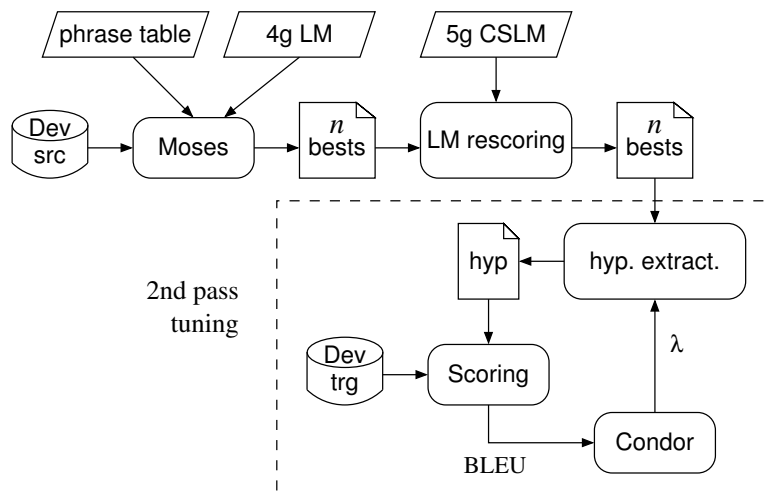 phrase table
4g LM
5g CSLM
Dev
src
Moses
n
bests
LM rescoring
n
bests
2nd pass
tuning
hyp
hyp. extract.
Dev
trg
Scoring
λ
BLEU
Condor